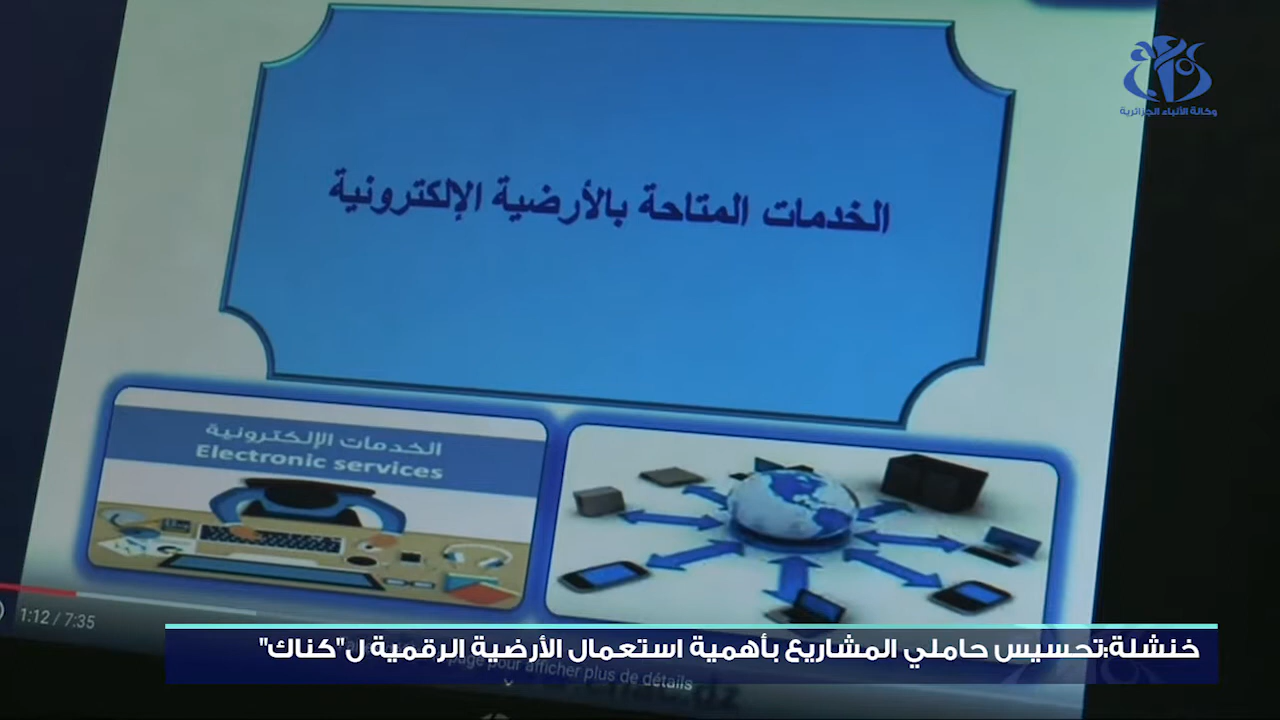 وكالة الأنباء الجزائرية
الخدمات المتاحة بالأرضية الإلكترونية
الخدمات الإلكترونية
Electronic services
1:12 / 7:35
خنشلة:تحسيس حاملي المشاريع بأهمية استعمال الأرضية الرقمية ل"كناك"
page pour afficher plus de détails